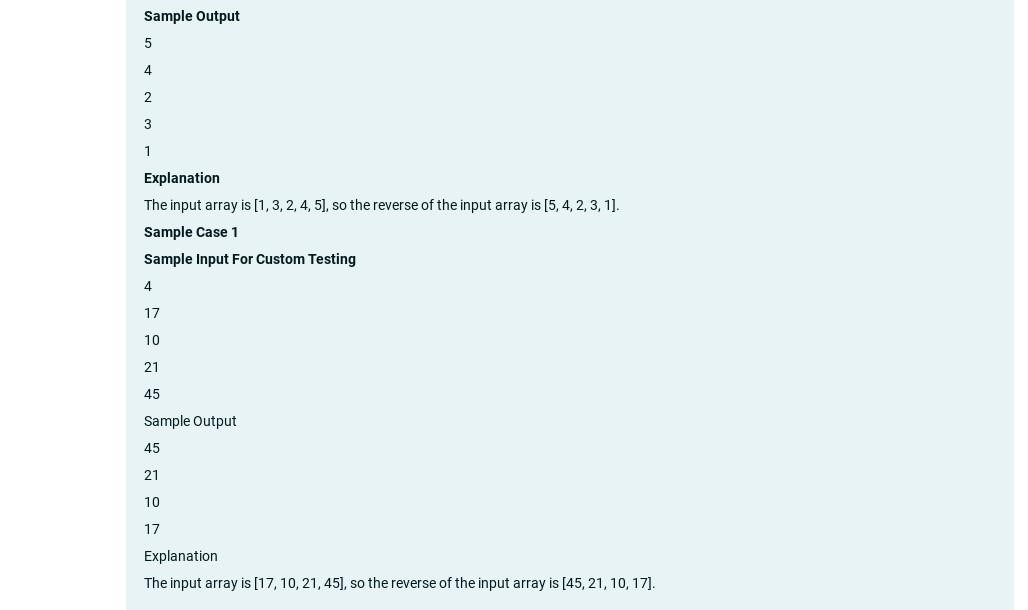 Sample Output
5
4
2
3
1
Explanation
The input array is [1, 3, 2, 4, 5], so the reverse of the input array is [5, 4, 2, 3, 1].
Sample Case 1
Sample Input For Custom Testing
4
17
10
21
45
Sample Output
45
21
10
17
Explanation
The input array is [17, 10, 21, 45], so the reverse of the input array is [45, 21, 10, 17].